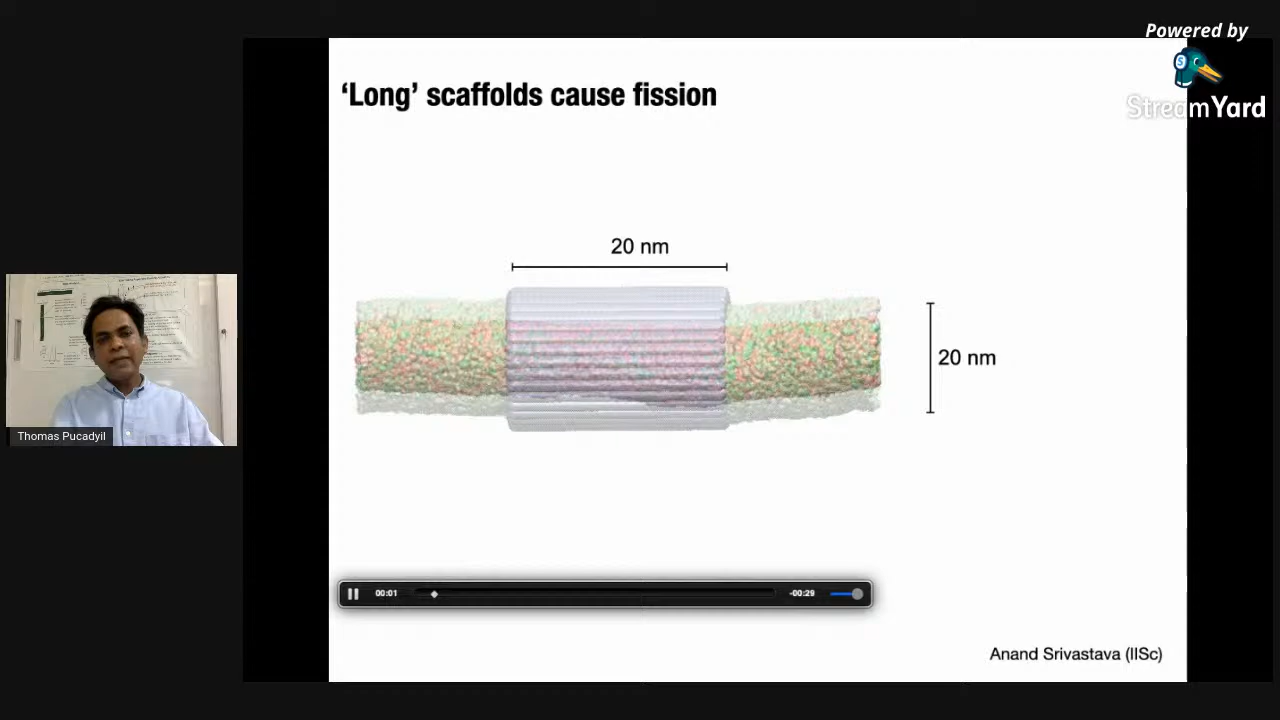 Powered by
StreamYard
‘Long’ scaffolds cause fission
20 nm
20 nm
Thomas Pucadyil
00:01
-00:29
Anand Srivastava (IISc)